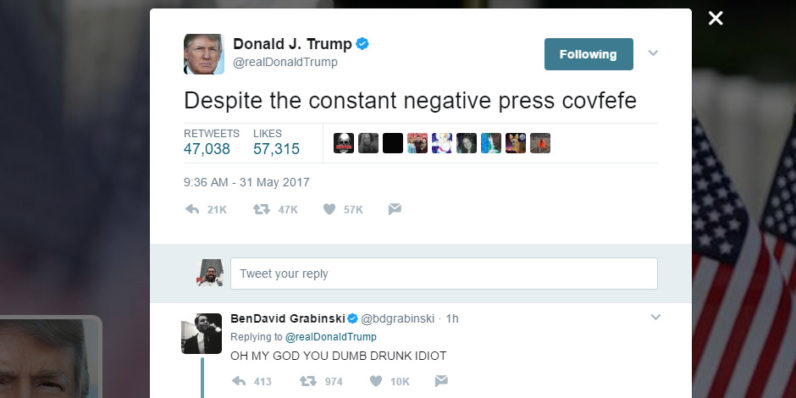 Donald J. Trump
@realDonaldTrump
Following
Despite the constant negative press covfefe
RETWEETS LIKES
47,038 57,315
9:36 AM - 31 May 2017
21K 47K 57K
Tweet your reply
BenDavid Grabinski @bdgrabinski · 1h
Replying to @realDonaldTrump
OH MY GOD YOU DUMB DRUNK IDIOT
413 974 10K